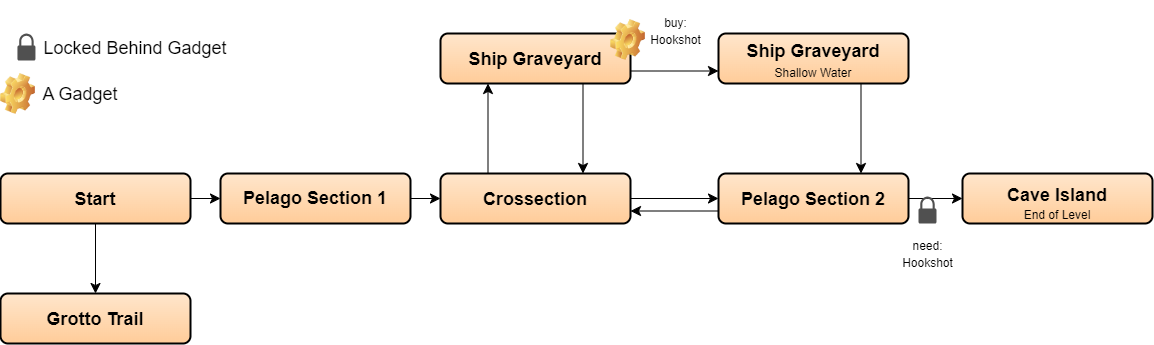 buy:
Hookshot
Locked Behind Gadget
Ship Graveyard
Ship Graveyard
Shallow Water
A Gadget
Start
Pelago Section 1
Crossection
Pelago Section 2
Cave Island
End of Level
need:
Hookshot
Grotto Trail